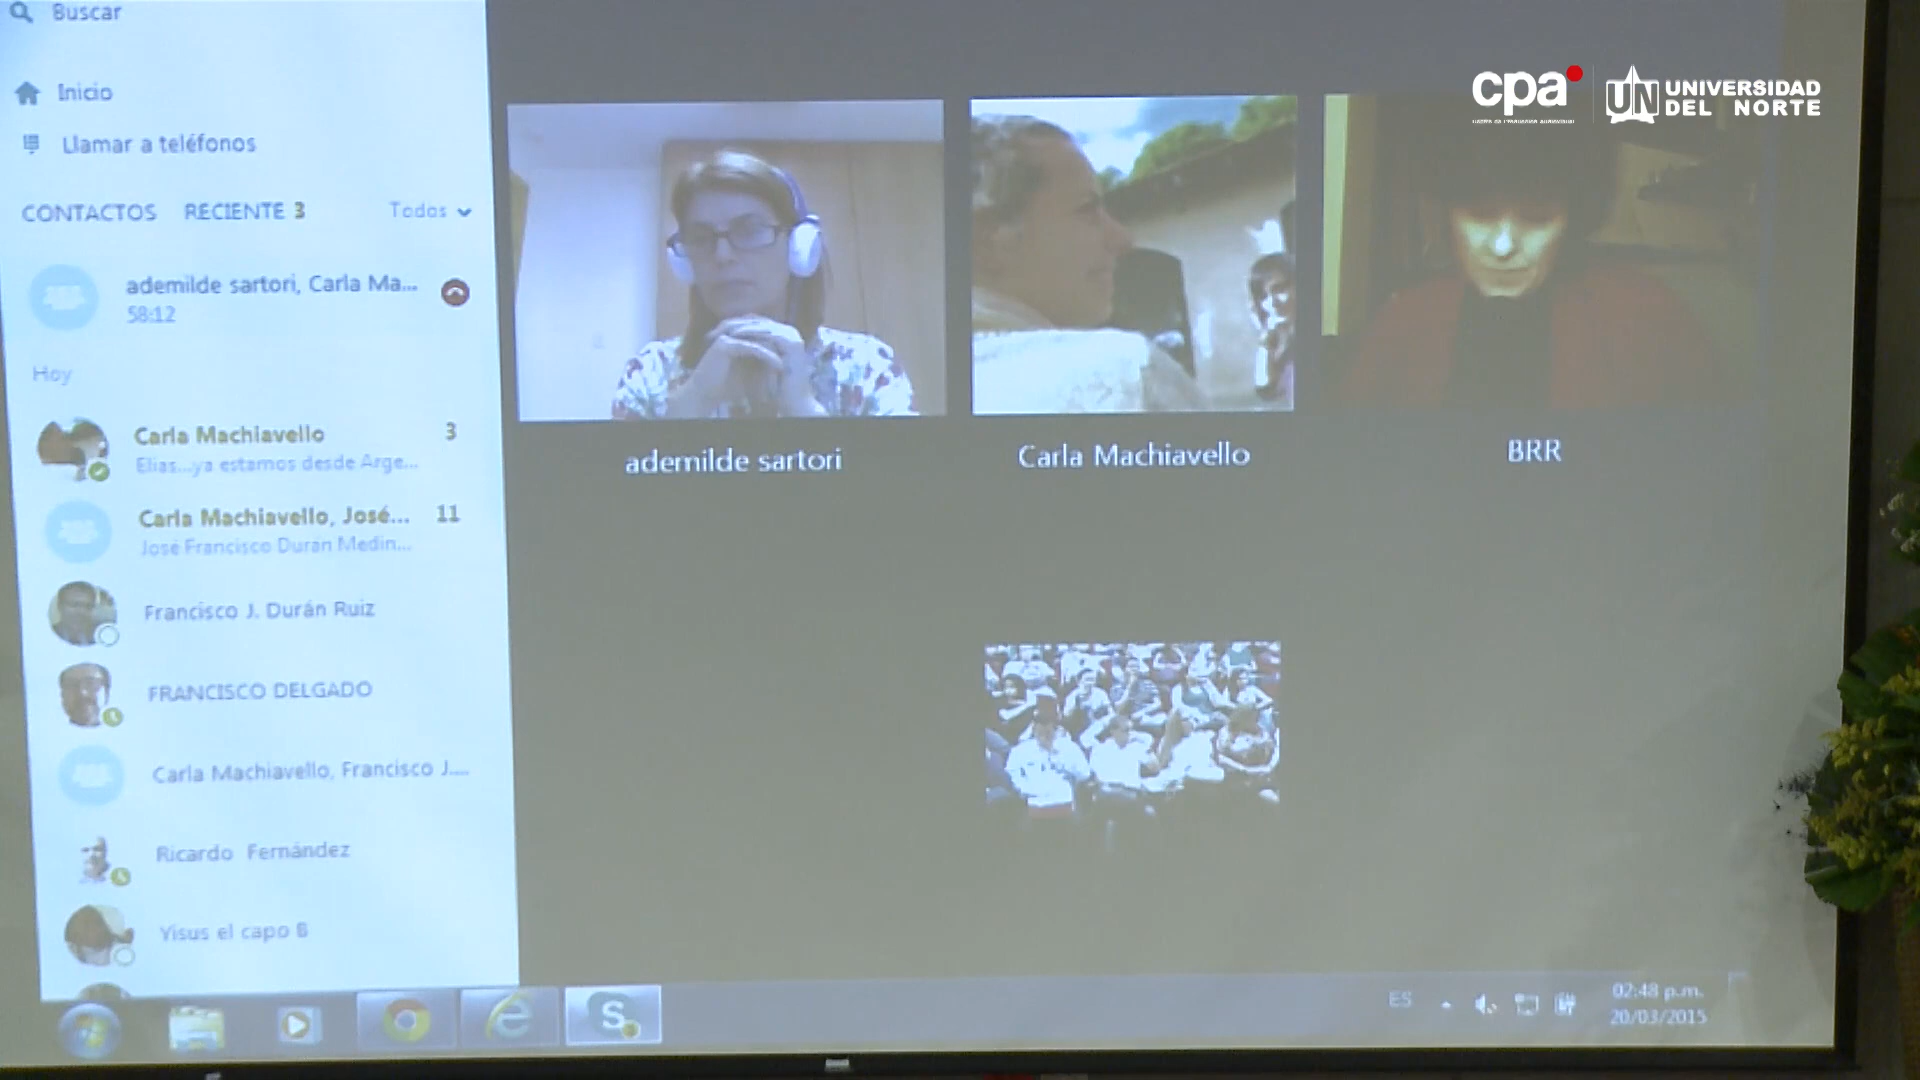 Buscar
Inicio
Llamar a teléfonos
CONTACTOS RECIENTE 3 Todos
ademilde sartori, Carla Ma...
58:12
Hoy
Carla Machiavello 3
Elias...ya estamos desde Arge...
Carla Machiavello, José... 11
José Francisco Durán Medin...
Francisco J. Durán Ruiz
FRANCISCO DELGADO
Carla Machiavello, Francisco J....
Ricardo Fernández
Yisus el capo 6
ademilde sartori
Carla Machiavello
BRR
cpa
UN UNIVERSIDAD
DEL NORTE
ES
02:48 p.m.
20/03/2015